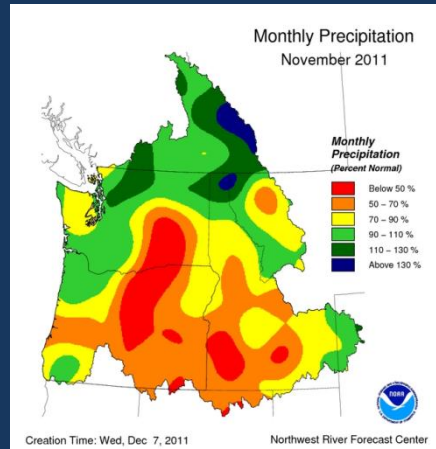 Monthly Precipitation
November 2011
Monthly
Precipitation
(Percent Normal)
Below 50 %
50 – 70 %
70 – 90 %
90 – 110 %
110 – 130 %
Above 130 %
NOAA
Creation Time: Wed, Dec 7, 2011
Northwest River Forecast Center